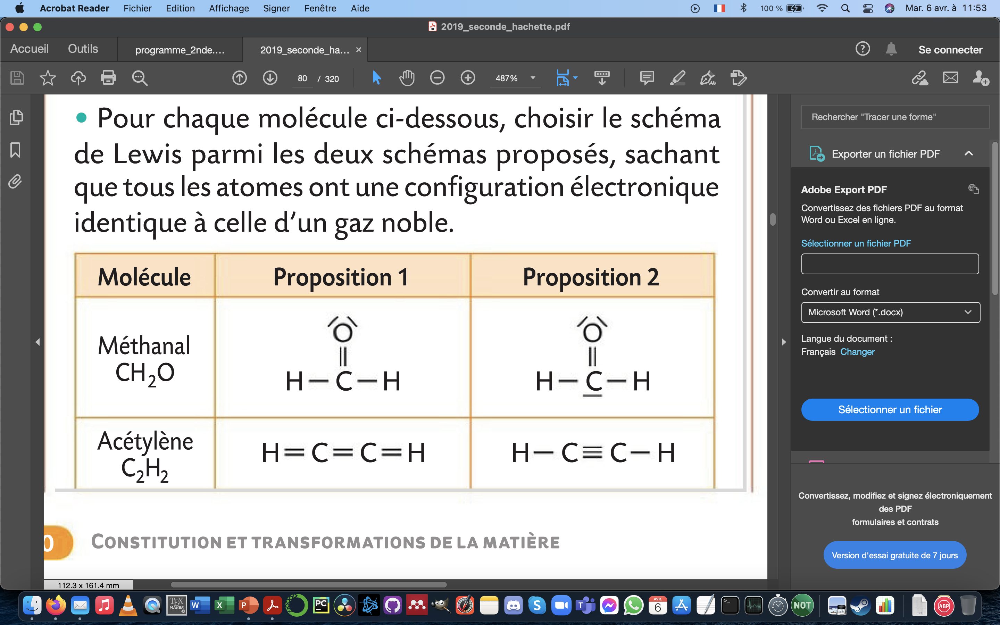 Acrobat Reader Fichier Edition Affichage Signer Fenêtre Aide 100 % Mar. 6 avr. à 11:53
2019_seconde_hachette.pdf
Accueil Outils programme_2nde.... 2019_seconde_ha... × Se connecter
80 / 320 487%
• Pour chaque molécule ci-dessous, choisir le schéma
de Lewis parmi les deux schémas proposés, sachant
que tous les atomes ont une configuration électronique
identique à celle d'un gaz noble.
Molécule Proposition 1 Proposition 2
Méthanal
CH₂O
O
H — C — H
O
H — C — H
Acétylène
C₂H₂
H=C=C=H
H—C≡C—H
0 CONSTITUTION ET TRANSFORMATIONS DE LA MATIÈRE
112.3 x 161.4 mm
Rechercher "Tracer une forme"
Exporter un fichier PDF
Adobe Export PDF
Convertissez des fichiers PDF au format
Word ou Excel en ligne.
Sélectionner un fichier PDF
Convertir au format
Microsoft Word (*.docx)
Langue du document :
Français Changer
Sélectionner un fichier
Convertissez, modifiez et signez électroniquement
des PDF
formulaires et contrats
Version d'essai gratuite de 7 jours
TEX
MAKER
W X P PC S T AVR.
6 NOT TXT ABP